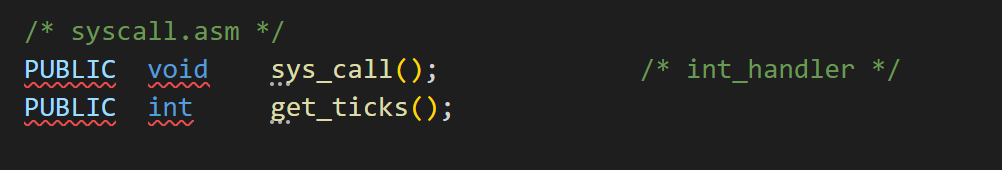 /* syscall.asm */
PUBLIC void sys_call(); /* int_handler */
PUBLIC int get_ticks();